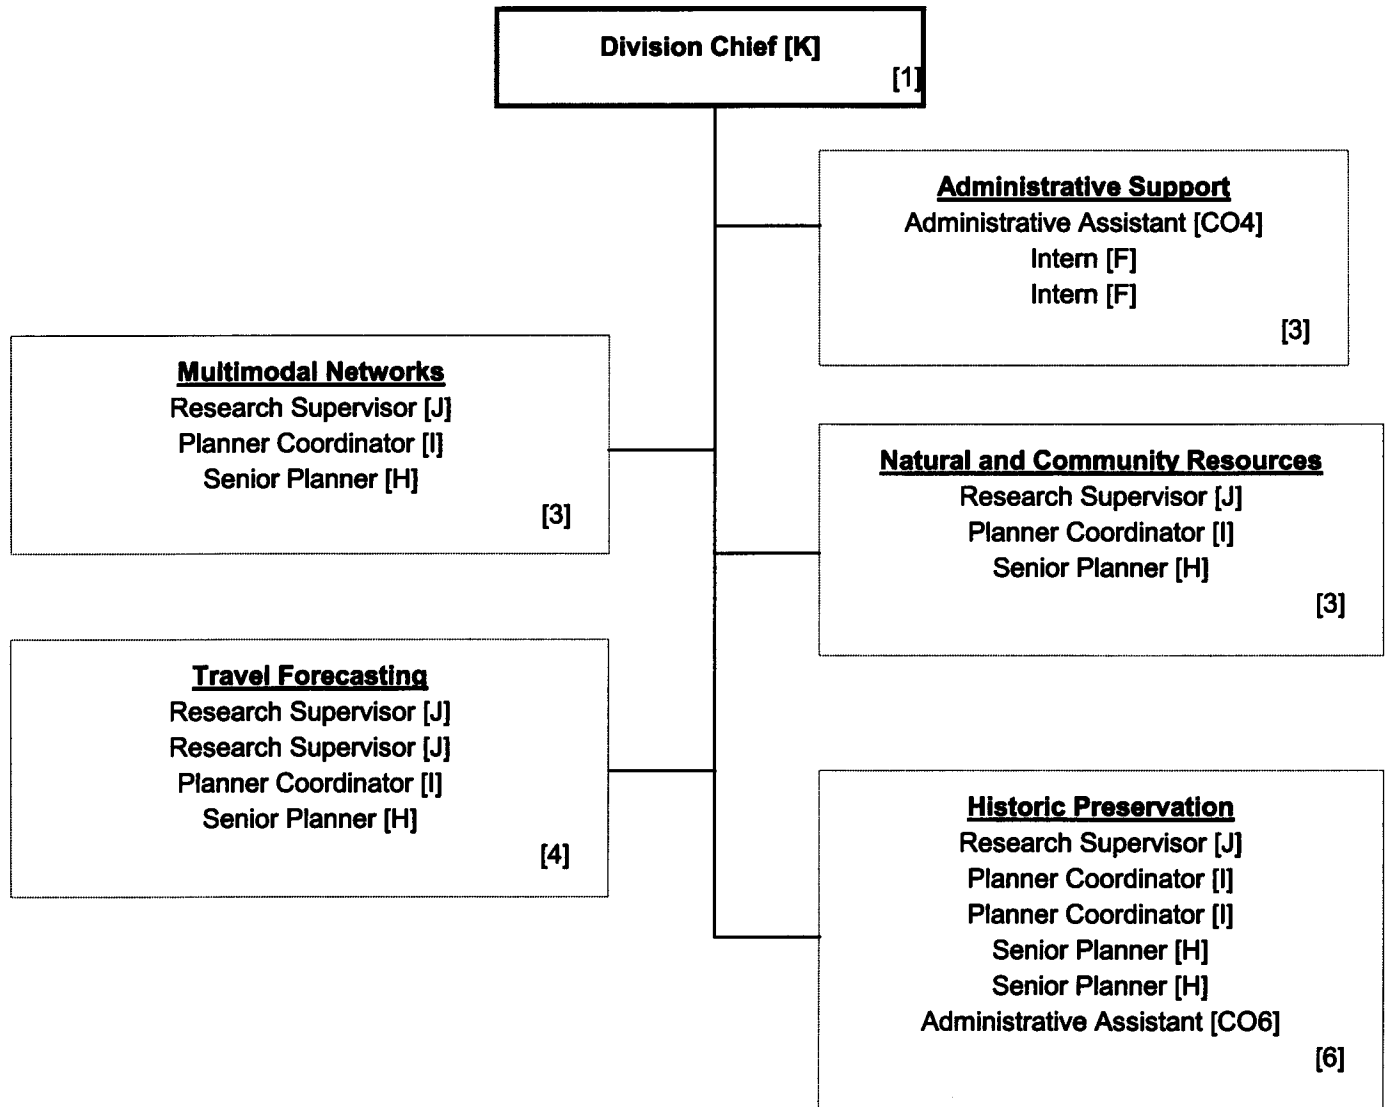 Division Chief [K]
[1]
Administrative Support
Administrative Assistant [CO4]
Intern [F]
Intern [F]
[3]
Multimodal Networks
Research Supervisor [J]
Planner Coordinator [I]
Senior Planner [H]
[3]
Natural and Community Resources
Research Supervisor [J]
Planner Coordinator [I]
Senior Planner [H]
[3]
Travel Forecasting
Research Supervisor [J]
Research Supervisor [J]
Planner Coordinator [I]
Senior Planner [H]
[4]
Historic Preservation
Research Supervisor [J]
Planner Coordinator [I]
Planner Coordinator [I]
Senior Planner [H]
Senior Planner [H]
Administrative Assistant [CO6]
[6]